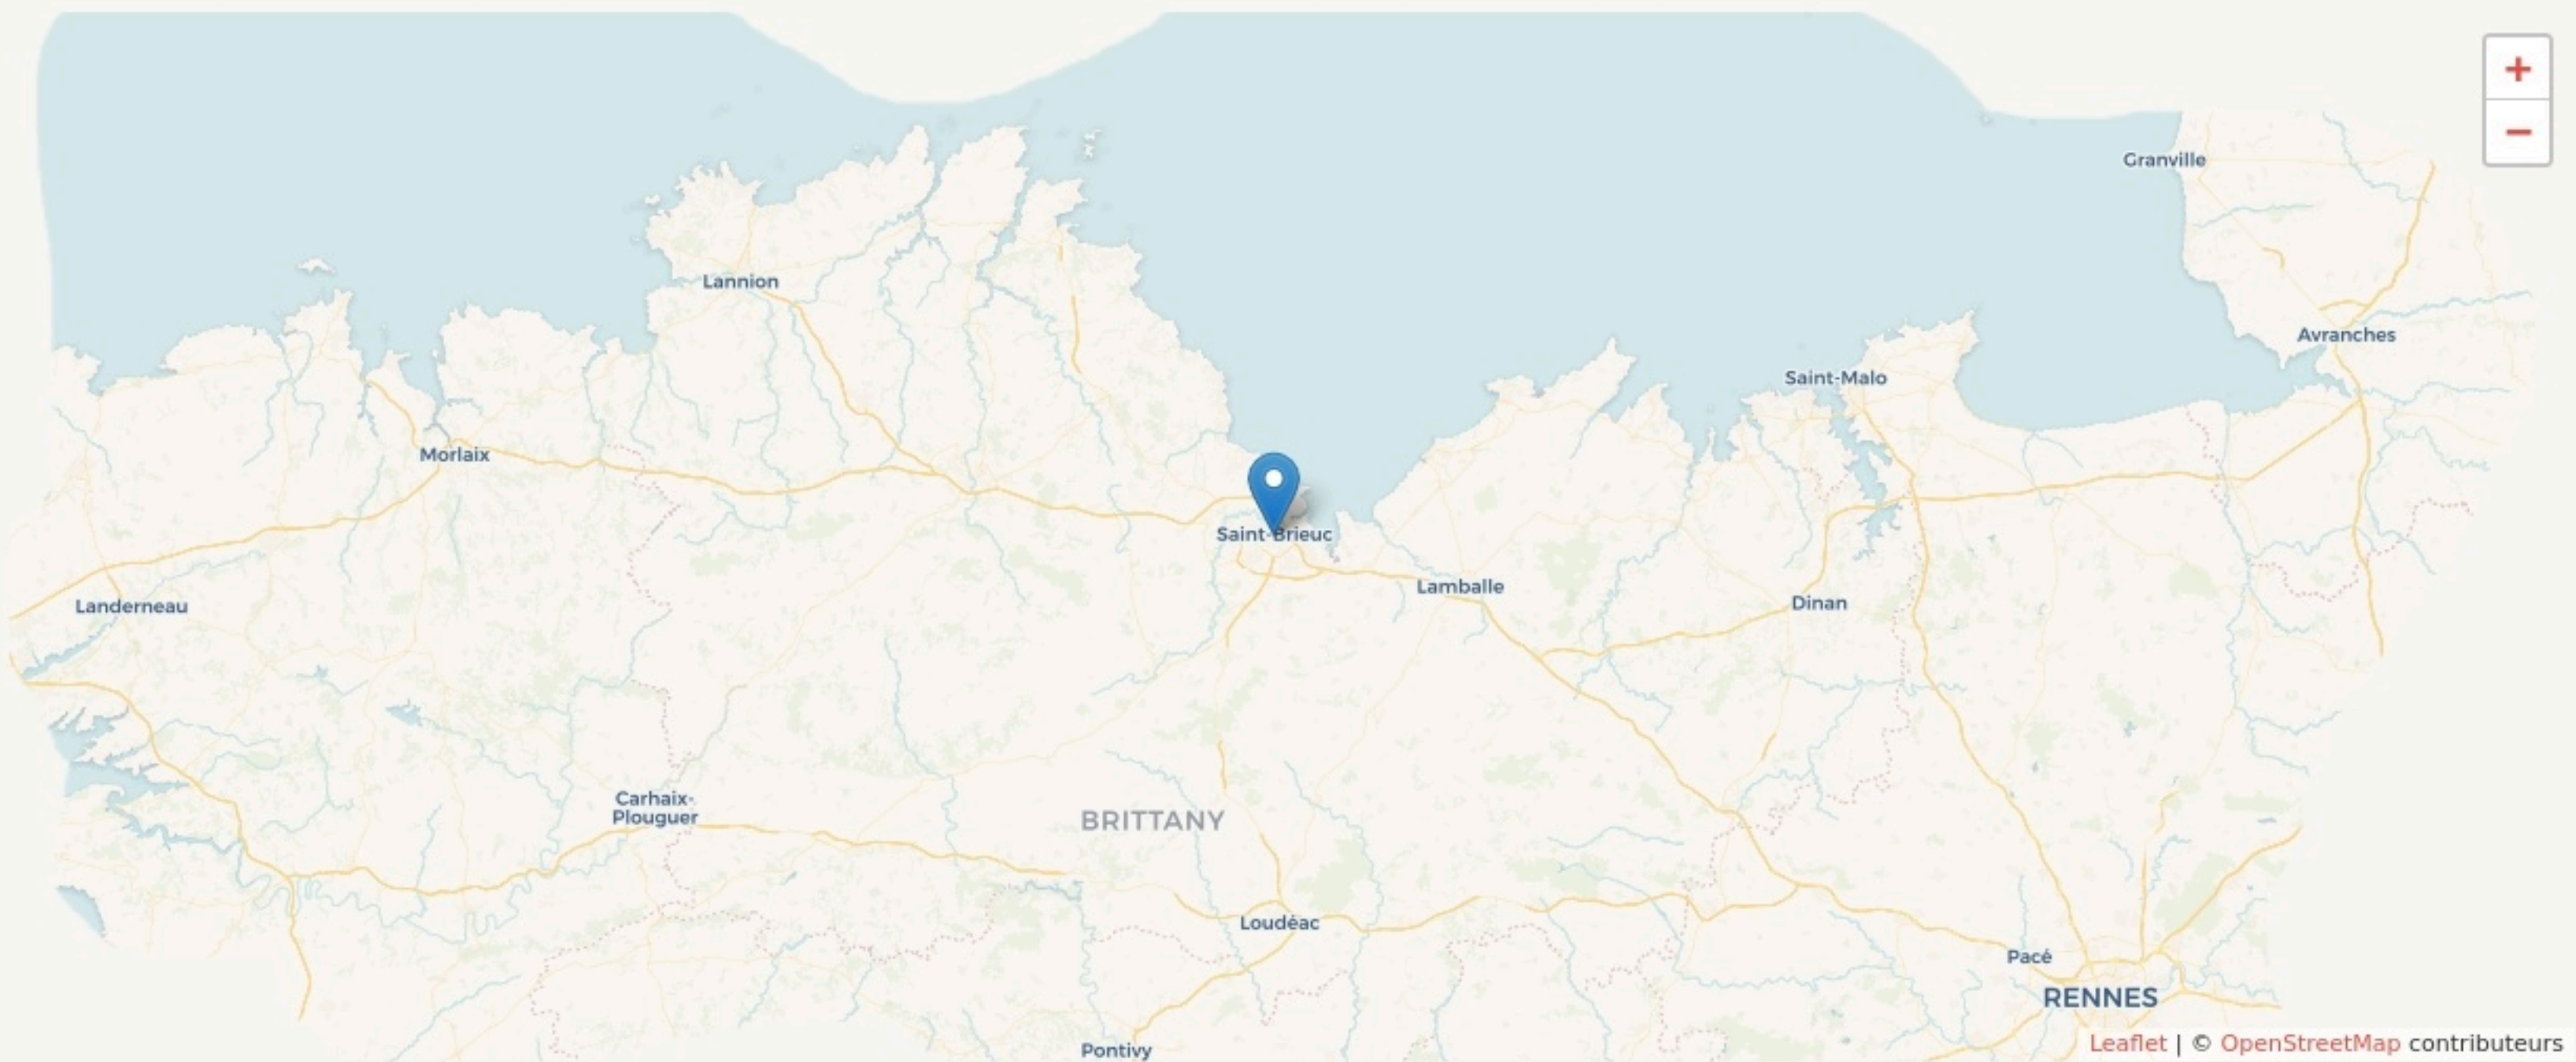 +
−
Granville
Lannion
Avranches
Saint-Malo
Morlaix
Saint-Brieuc
Lamballe
Landerneau
Dinan
Carhaix-
Plouguer
BRITTANY
Loudéac
Pacé
RENNES
Pontivy
Leaflet | © OpenStreetMap contributeurs